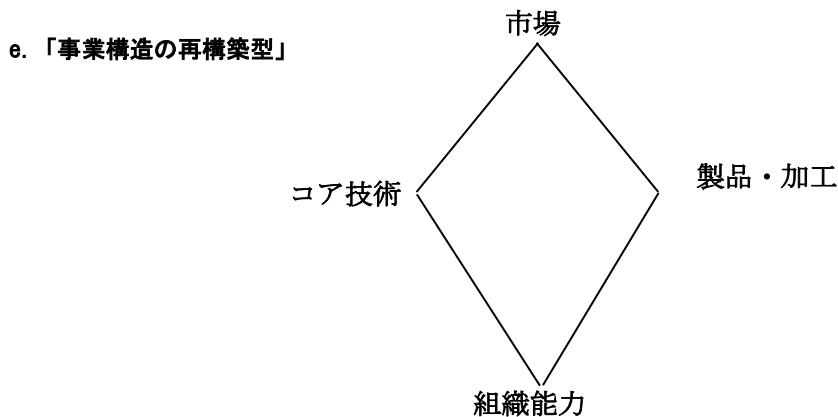 市場
e. 「事業構造の再構築型」
コア技術
製品・加工
組織能力